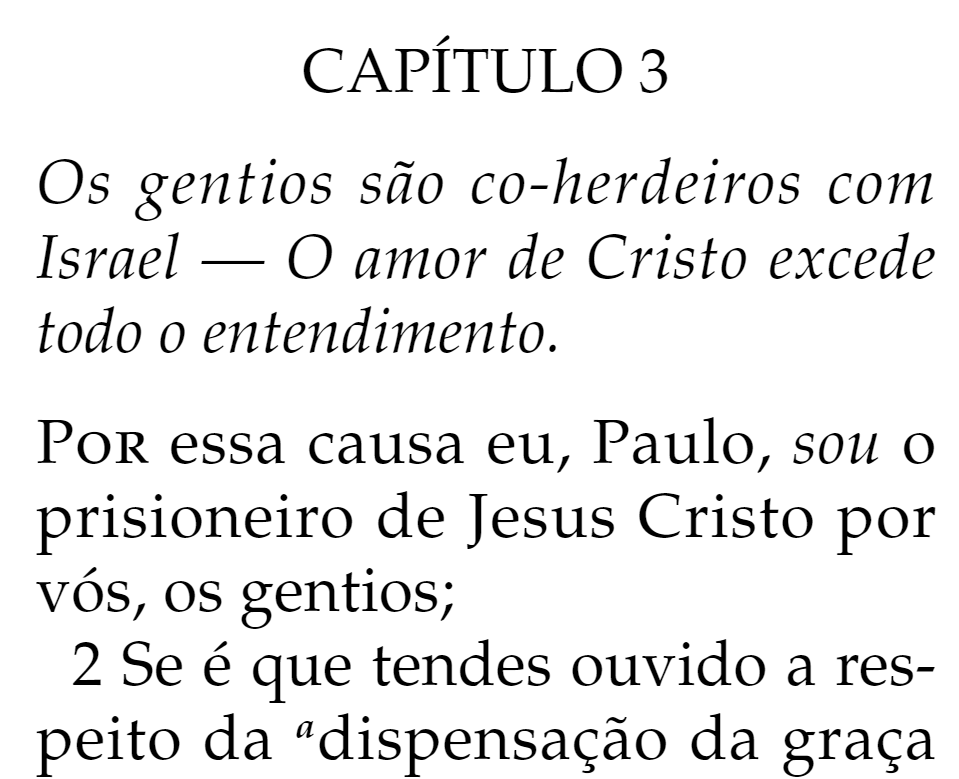 CAPÍTULO 3
Os gentios são co-herdeiros com
Israel — O amor de Cristo excede
todo o entendimento.
POR essa causa eu, Paulo, sou o
prisioneiro de Jesus Cristo por
vós, os gentios;
2 Se é que tendes ouvido a res-
peito da ᵃdispensação da graça